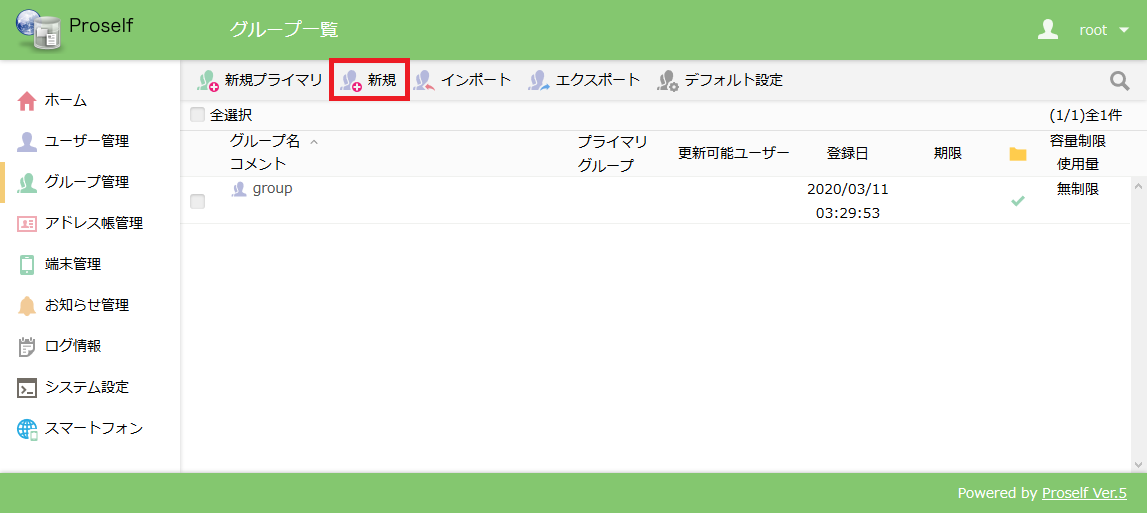 Proself
グループ一覧
root
新規プライマリ
新規
インポート
エクスポート
デフォルト設定
ホーム
ユーザー管理
グループ管理
アドレス帳管理
端末管理
お知らせ管理
ログ情報
システム設定
スマートフォン
全選択
(1/1)全1件
グループ名
コメント
プライマリ
グループ
更新可能ユーザー
登録日
期限
容量制限
使用量
group
2020/03/11
03:29:53
無制限
Powered by Proself Ver.5